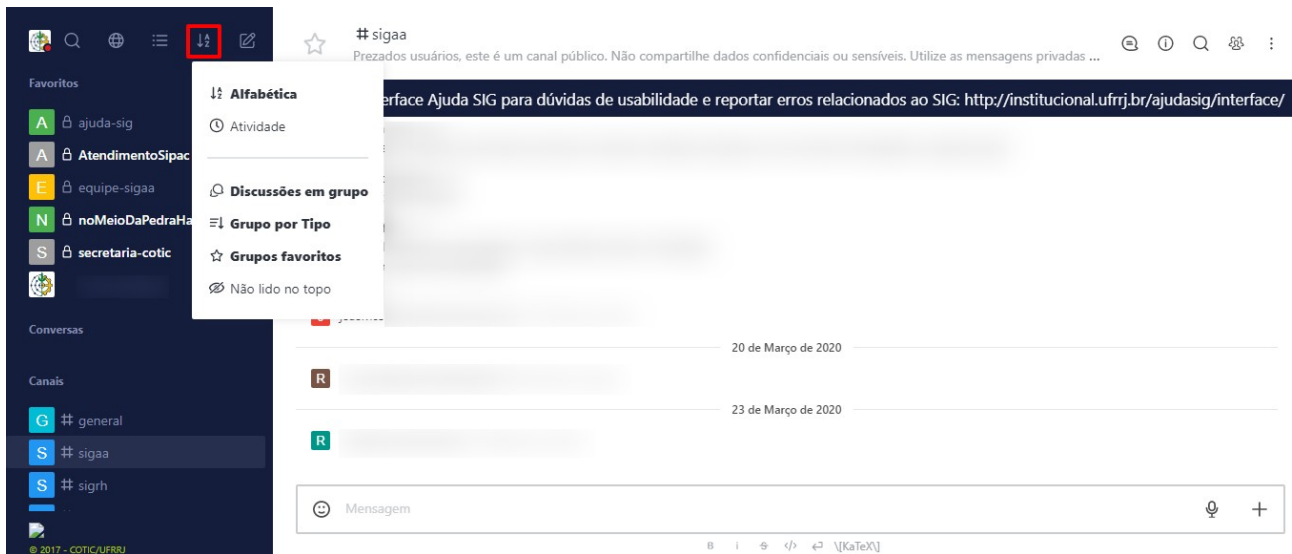 Favoritos
A ajuda-sig
A AtendimentoSipac
E equipe-sigaa
N noMeioDaPedraHa
S secretaria-cotic
Conversas
Canais
G # general
S # sigaa
S # sigrh
© 2017 - COTIC/UFRRJ
Alfabética
Atividade
Discussões em grupo
Grupo por Tipo
Grupos favoritos
Não lido no topo
# sigaa
Prezados usuários, este é um canal público. Não compartilhe dados confidenciais ou sensíveis. Utilize as mensagens privadas ...
erface Ajuda SIG para dúvidas de usabilidade e reportar erros relacionados ao SIG: http://institucional.ufrrj.br/ajudasig/interface/
20 de Março de 2020
R
23 de Março de 2020
R
Mensagem
B i S </> \[KaTeX\]